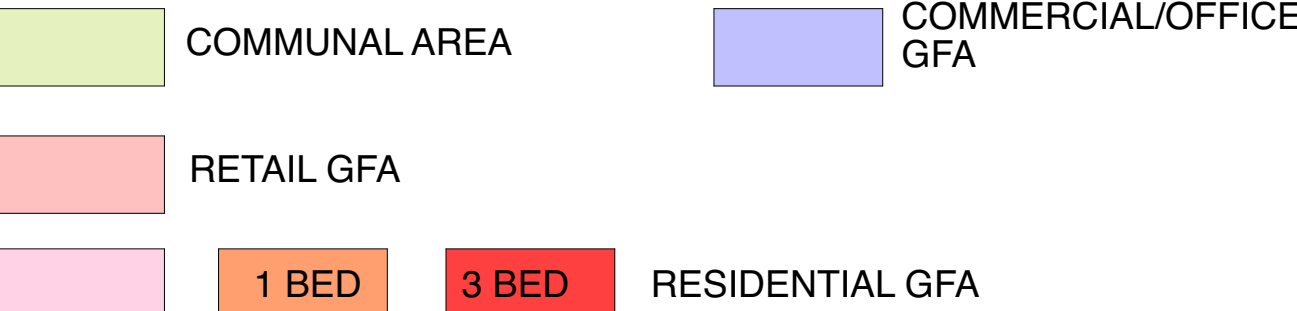 COMMUNAL AREA
COMMERCIAL/OFFICE
GFA
RETAIL GFA
1 BED
3 BED
RESIDENTIAL GFA